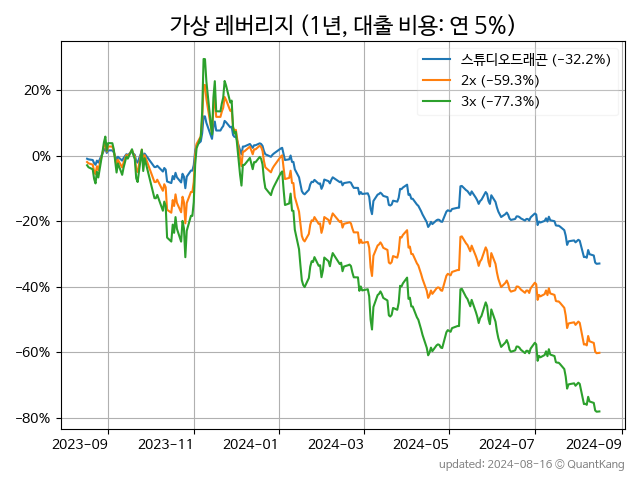 가상 레버리지 (1년, 대출 비용: 연 5%)
스튜디오드래곤 (−32.2%)
2x (−59.3%)
3x (−77.3%)
20%
0%
−20%
−40%
−60%
−80%
2023-09 2023-11 2024-01 2024-03 2024-05 2024-07 2024-09
updated: 2024-08-16 © QuantKang